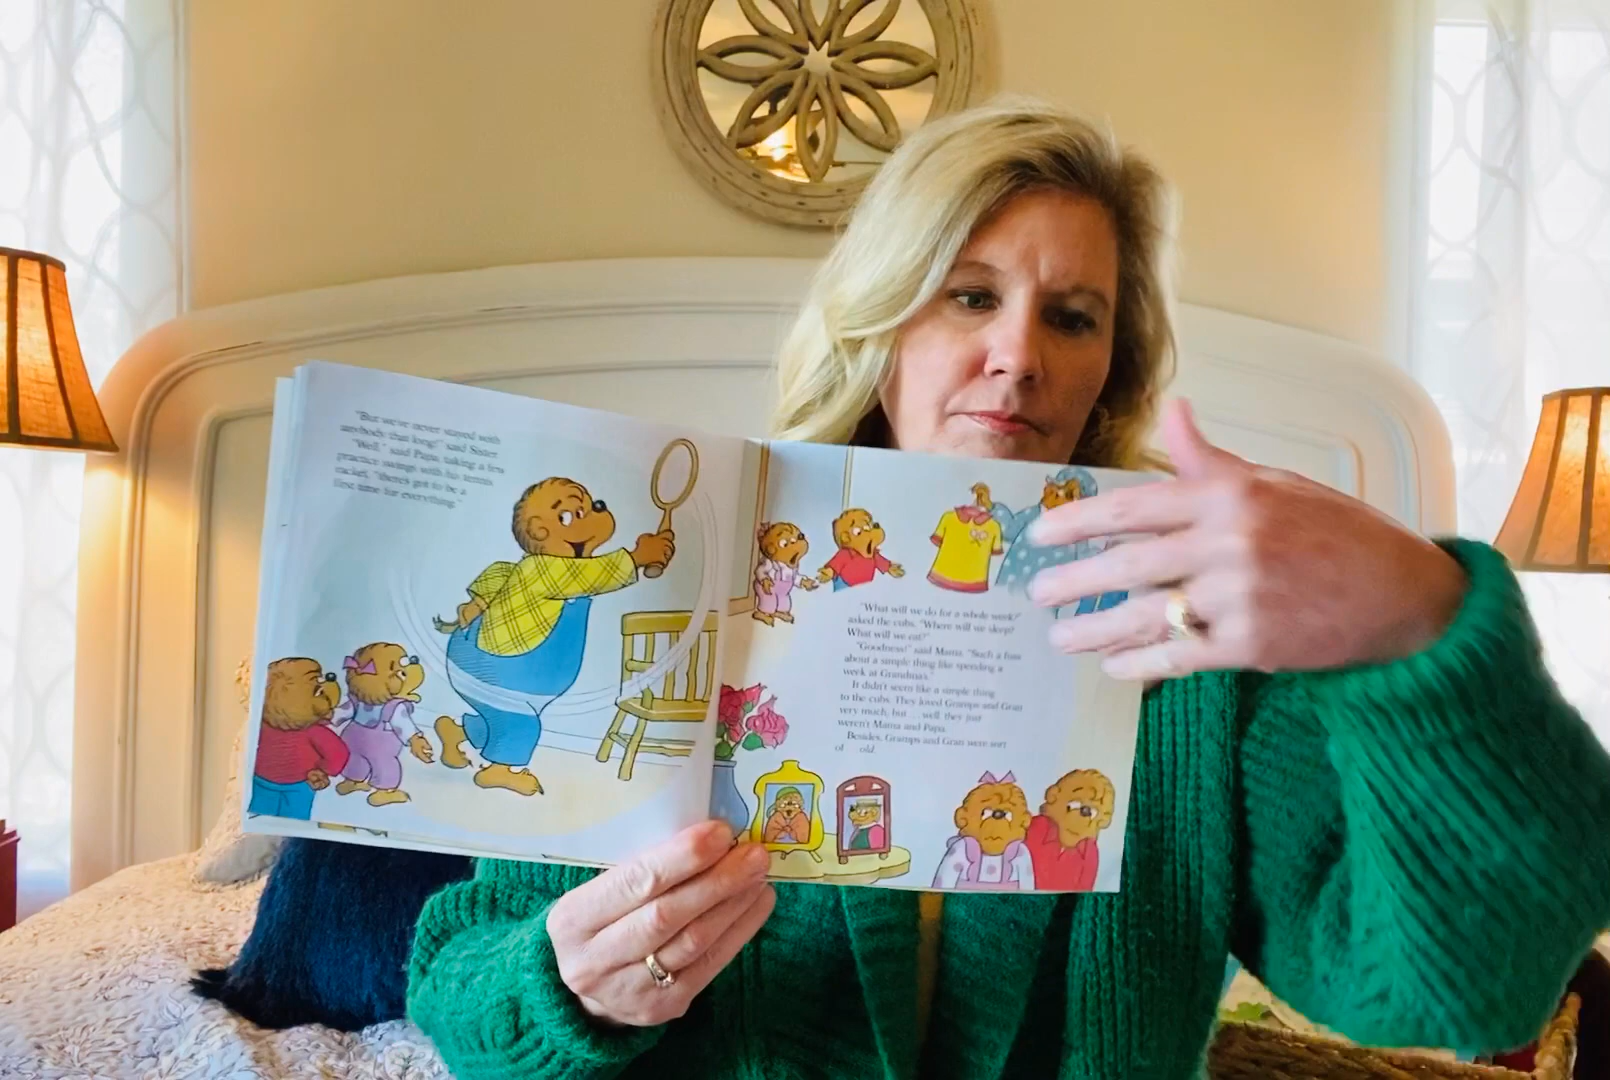 "But we've never stayed with
anybody that long!" said Sister.
"Well," said Papa, taking a few
practice swings with his tennis
racket, "there's got to be a
first time for everything."
"What will we do for a whole week?"
asked the cubs. "Where will we sleep?
What will we eat?"
"Goodness!" said Mama. "Such a fuss
about a simple thing like spending a
week at Grandma's."
It didn't seem like a simple thing
to the cubs. They loved Gramps and Gran
very much, but . . . well, they just
weren't Mama and Papa.
Besides, Gramps and Gran were sort
of old.